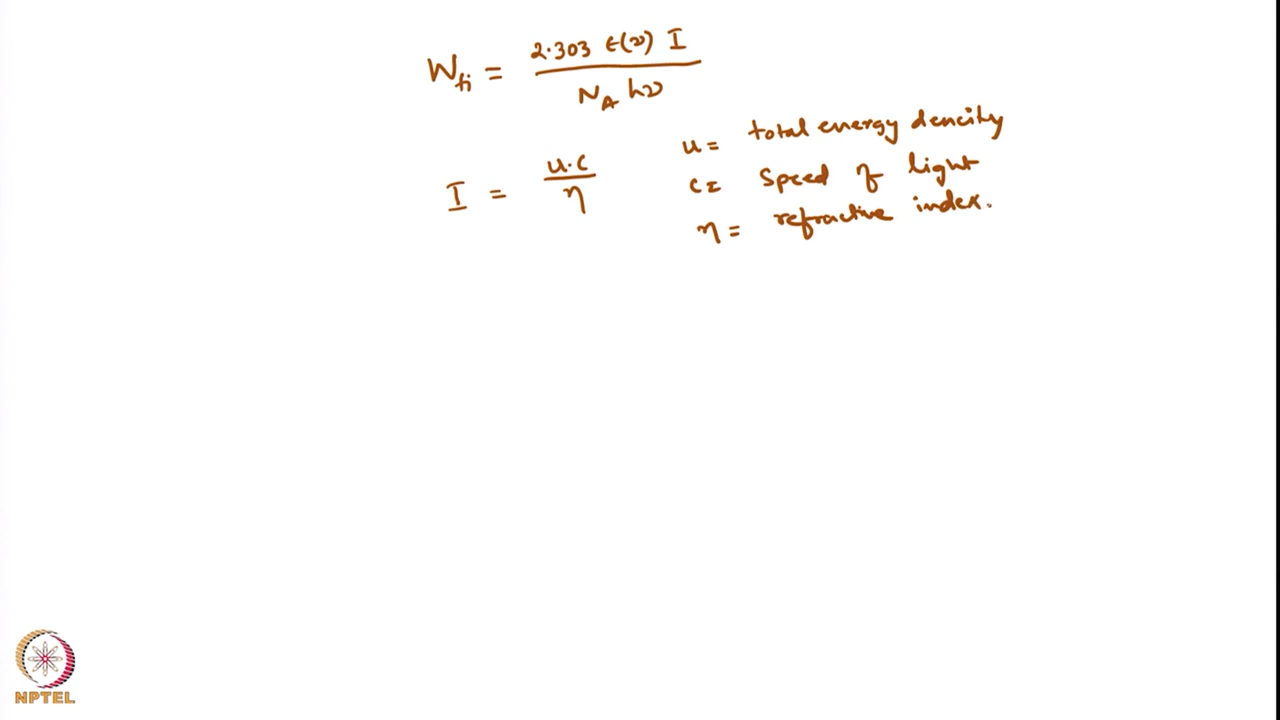 W_fi = 2.303 ϵ(ν) I / N_A hν
I = u.c / η
u = total energy dencity
c = speed of light
η = refractive index.
NPTEL